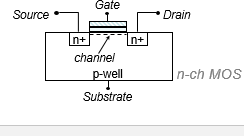 Gate
Source
Drain
n+
n+
channel
p-well
n-ch MOS
Substrate